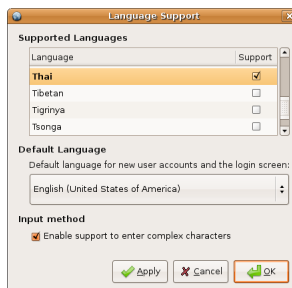 Language Support
Supported Languages
Language Support
Thai
Tibetan
Tigrinya
Tsonga
Default Language
Default language for new user accounts and the login screen:
English (United States of America)
Input method
Enable support to enter complex characters
Apply Cancel OK